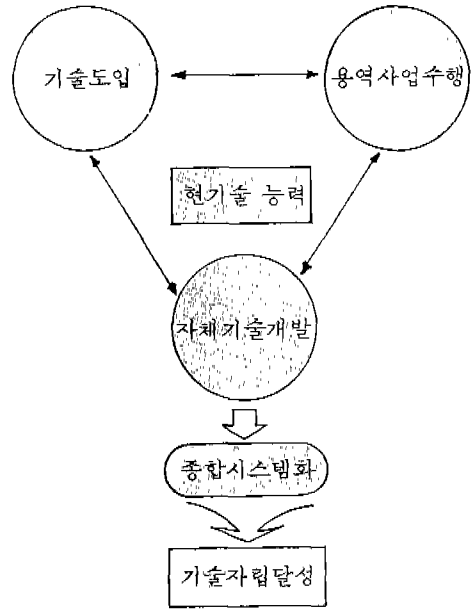 기술도입
용역사업수행
현기술 능력
자체기술개발
종합시스템화
기술자립달성